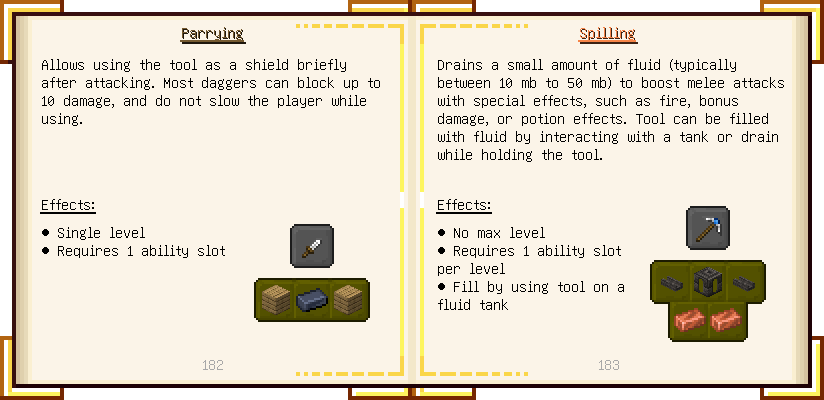 Parrying
Allows using the tool as a shield briefly
after attacking. Most daggers can block up to
10 damage, and do not slow the player while
using.
Effects:
● Single level
● Requires 1 ability slot
182
Spilling
Drains a small amount of fluid (typically
between 10 mb to 50 mb) to boost melee attacks
with special effects, such as fire, bonus
damage, or potion effects. Tool can be filled
with fluid by interacting with a tank or drain
while holding the tool.
Effects:
● No max level
● Requires 1 ability slot
per level
● Fill by using tool on a
fluid tank
183